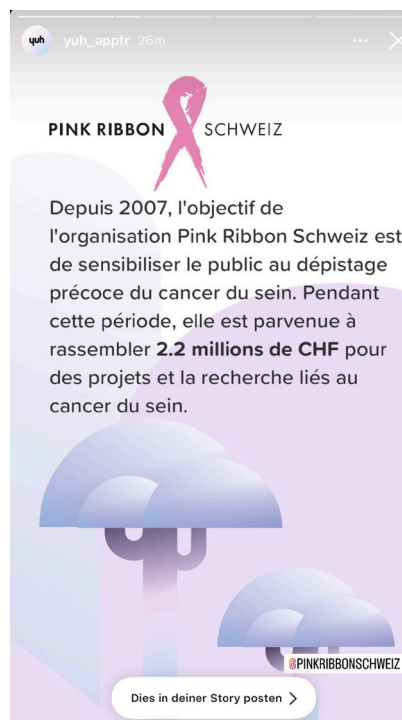 yuh yuh_appfr 26m
PINK RIBBON SCHWEIZ
Depuis 2007, l'objectif de
l'organisation Pink Ribbon Schweiz est
de sensibiliser le public au dépistage
précoce du cancer du sein. Pendant
cette période, elle est parvenue à
rassembler 2.2 millions de CHF pour
des projets et la recherche liés au
cancer du sein.
@PINKRIBBONSCHWEIZ
Dies in deiner Story posten